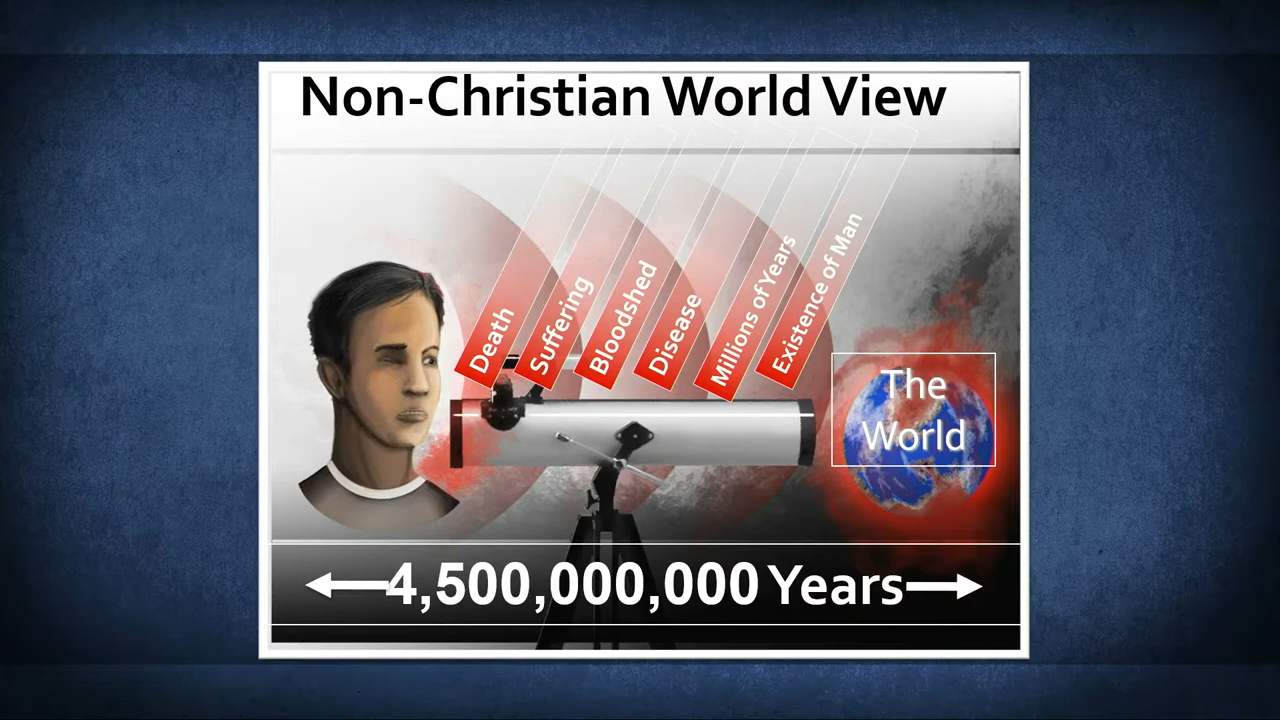 Non-Christian World View
Death
Suffering
Bloodshed
Disease
Millions of Years
Existence of Man
The
World
4,500,000,000 Years